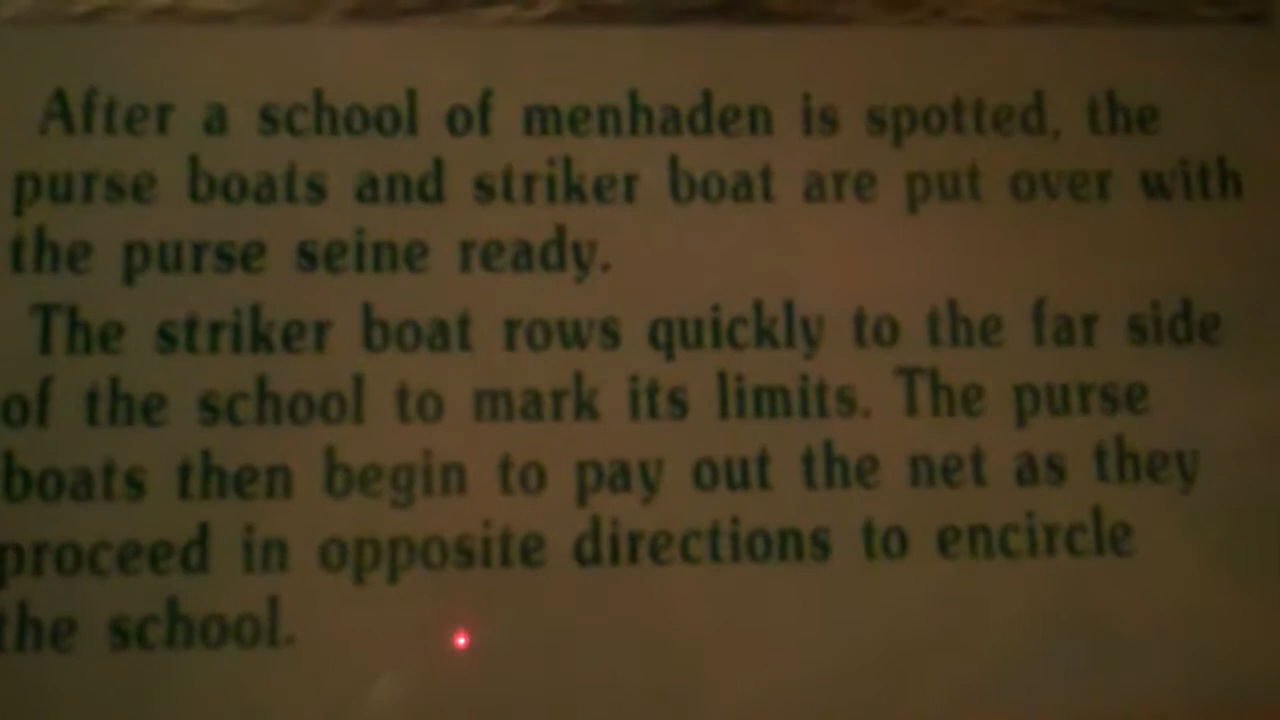 After a school of menhaden is spotted, the
purse boats and striker boat are put over with
the purse seine ready.
The striker boat rows quickly to the far side
of the school to mark its limits. The purse
boats then begin to pay out the net as they
proceed in opposite directions to encircle
the school.